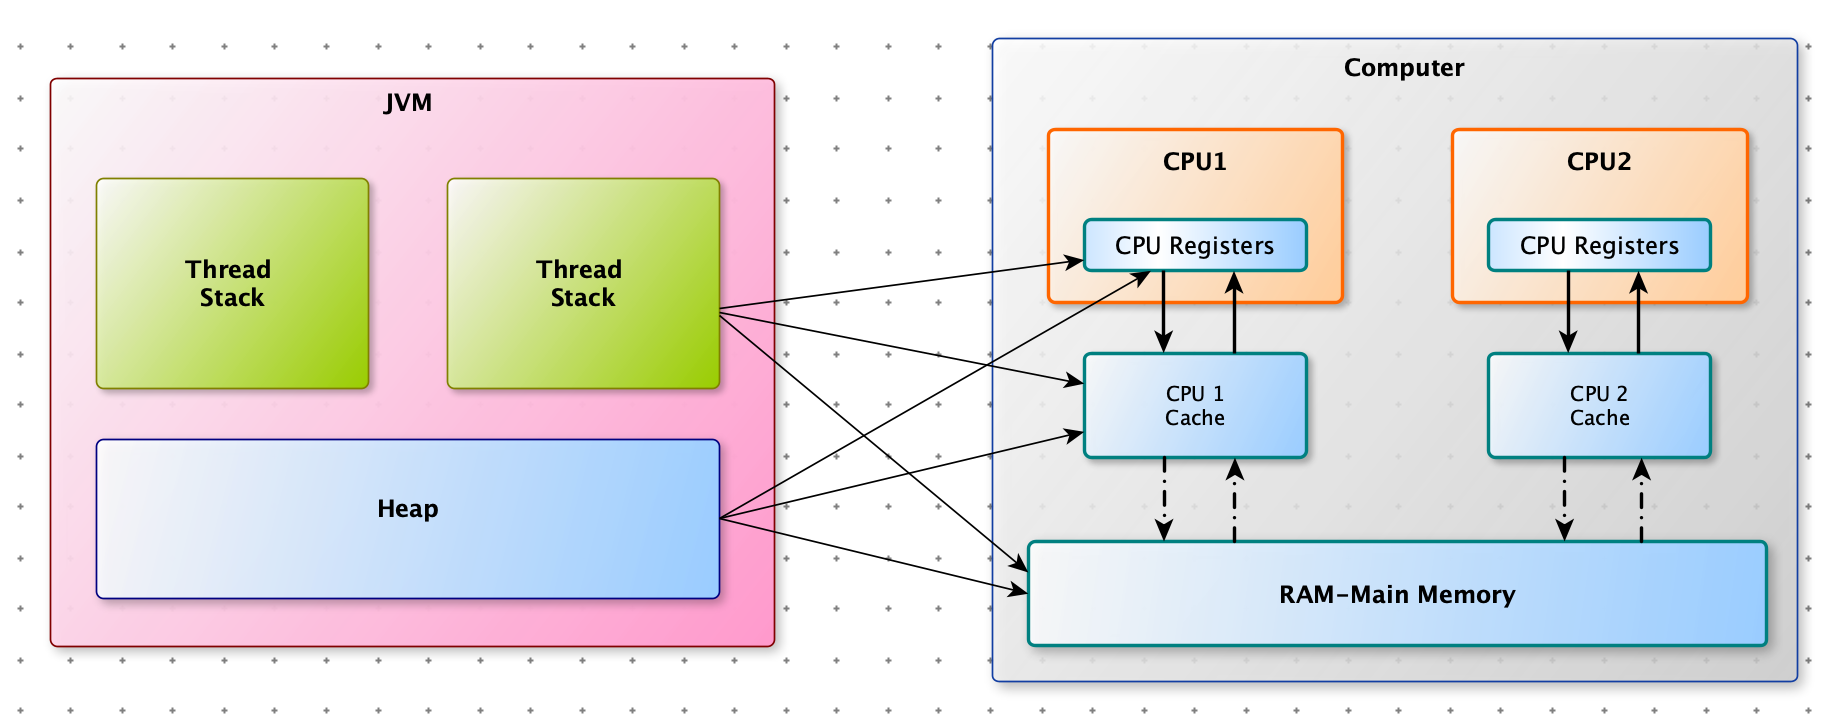 JVM
Thread
Stack
Thread
Stack
Heap
Computer
CPU1
CPU Registers
CPU2
CPU Registers
CPU 1
Cache
CPU 2
Cache
RAM-Main Memory